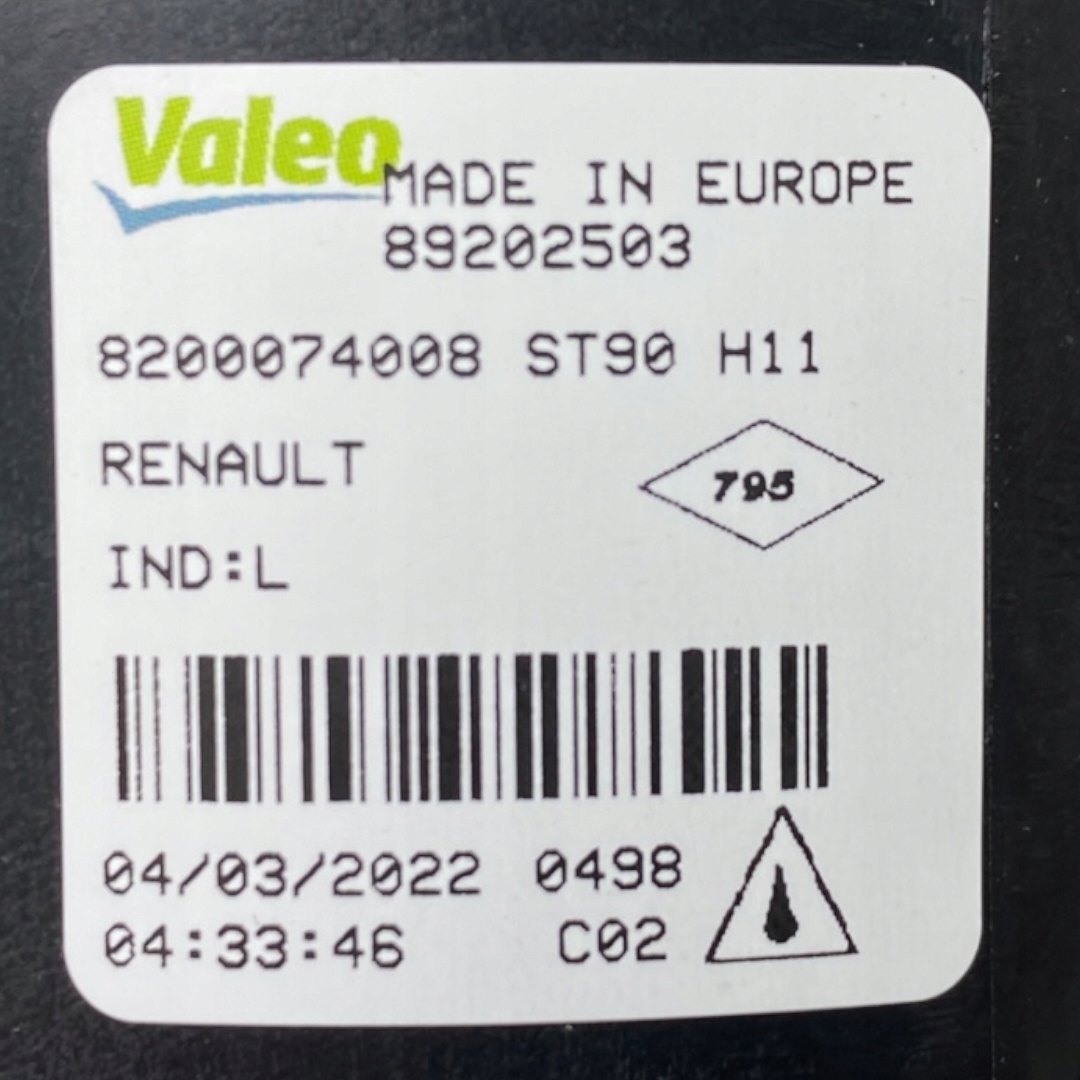 Valeo
MADE IN EUROPE
89202503
8200074008 ST90 H11
RENAULT
795
IND:L
04/03/2022 0498
04:33:46 C02